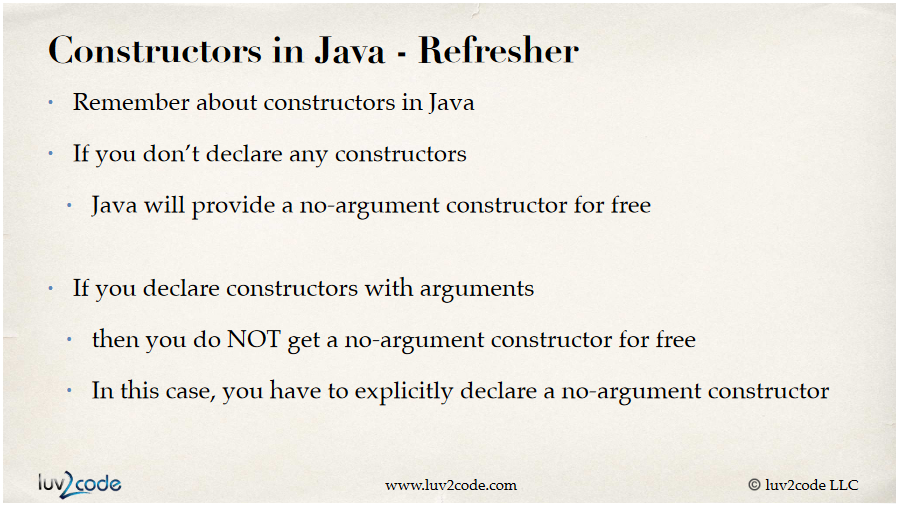 Constructors in Java - Refresher
• Remember about constructors in Java
• If you don’t declare any constructors
• Java will provide a no-argument constructor for free
• If you declare constructors with arguments
• then you do NOT get a no-argument constructor for free
• In this case, you have to explicitly declare a no-argument constructor
luv2code
www.luv2code.com
© luv2code LLC